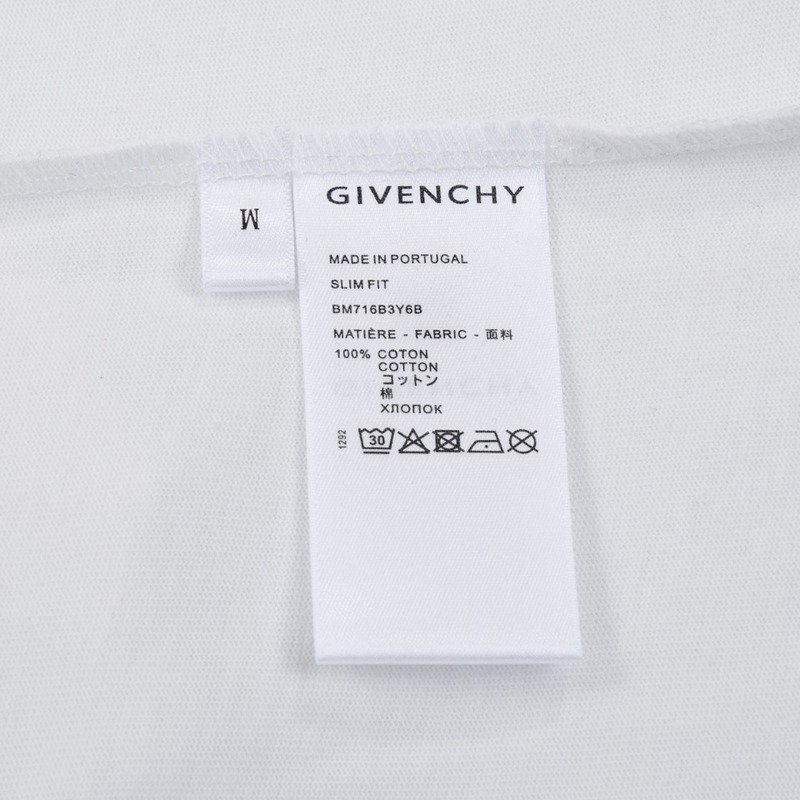 M
GIVENCHY
MADE IN PORTUGAL
SLIM FIT
BM716B3Y6B
MATIÈRE - FABRIC - 面料
100% COTON
COTTON
コットン
棉
ХЛОПОК
1292
30